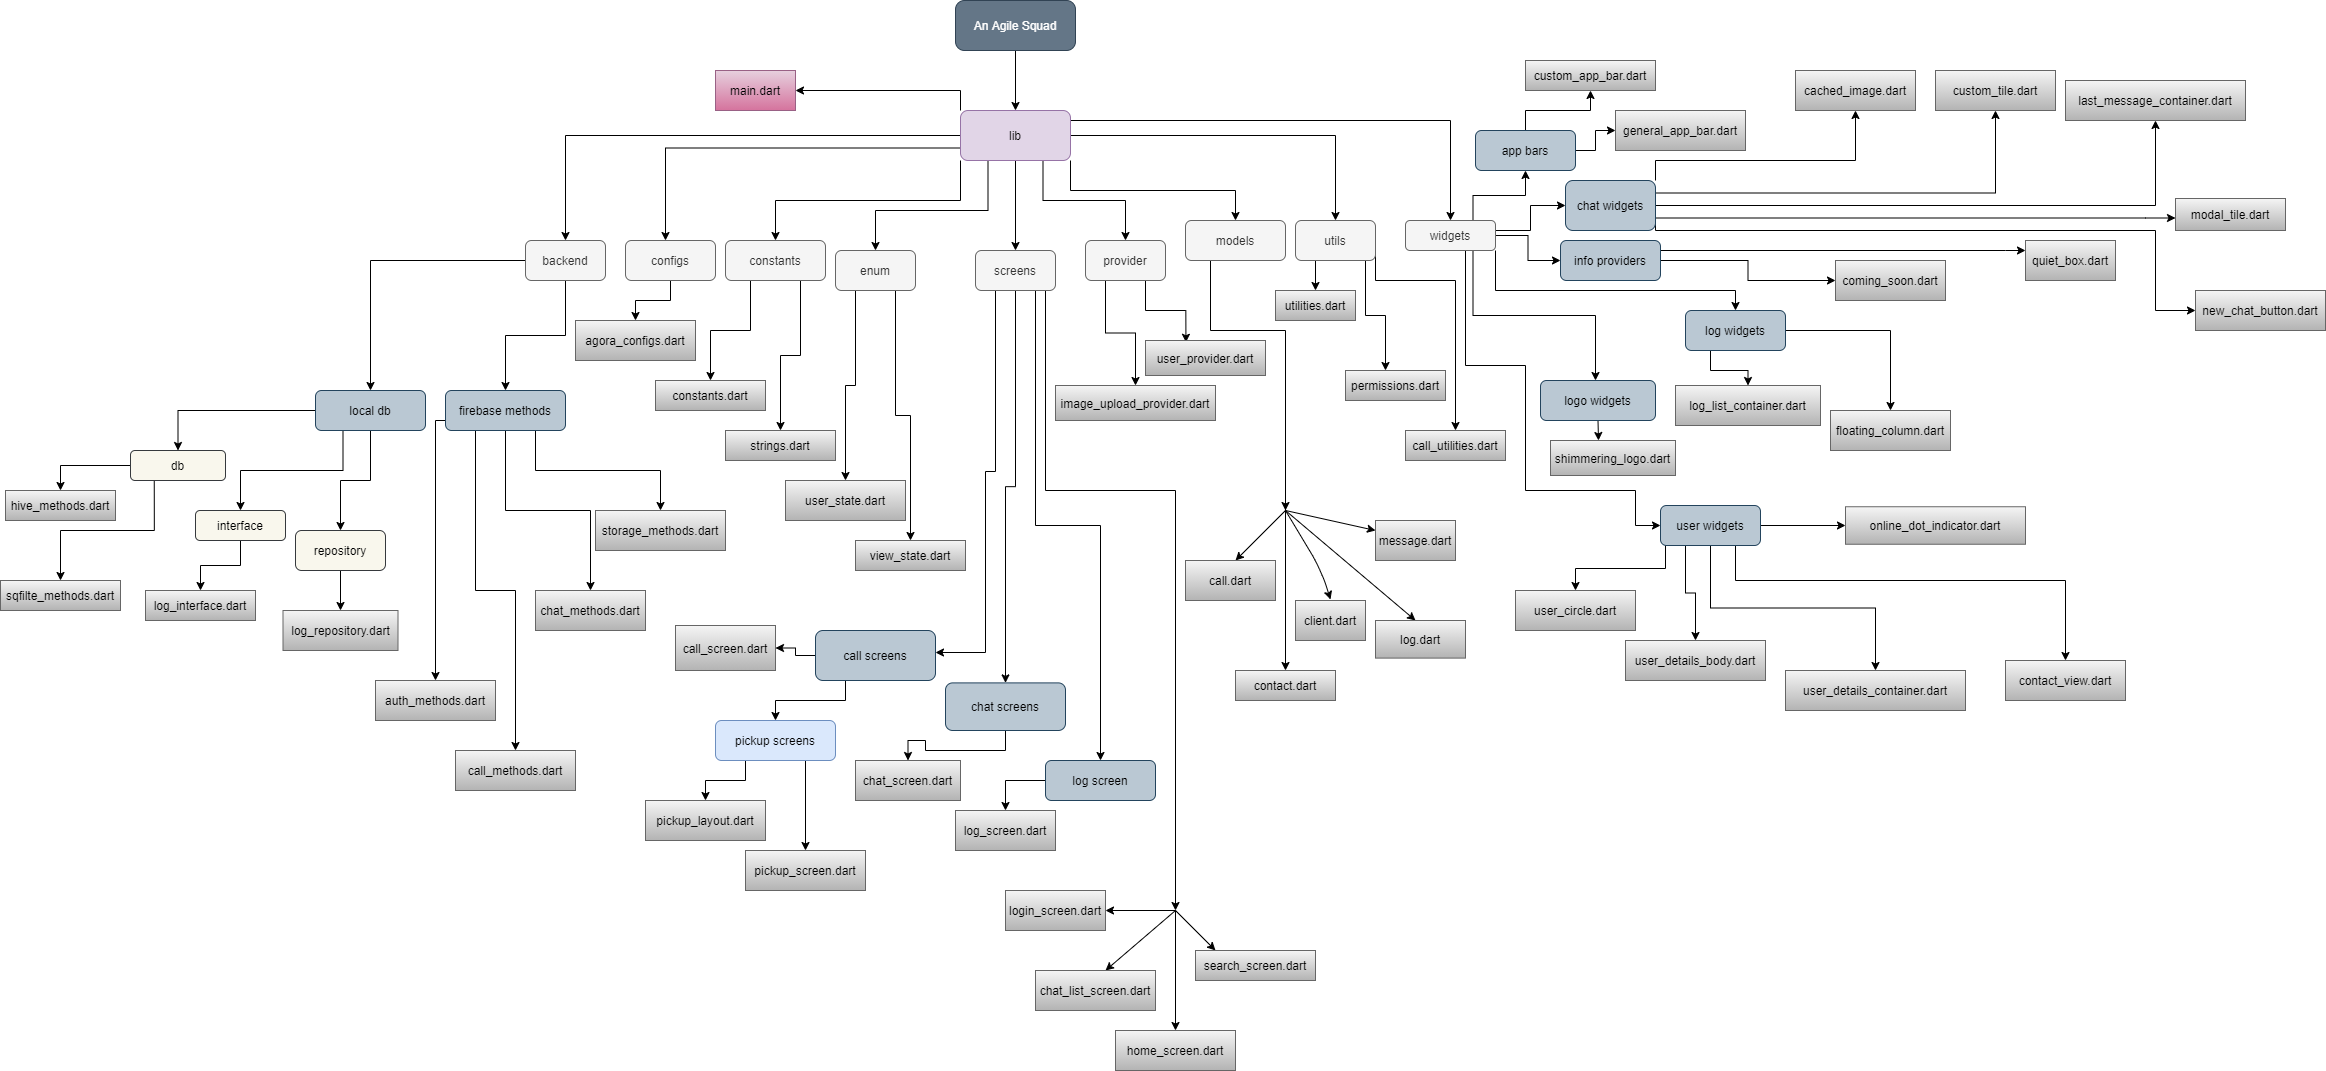 An Agile Squad
main.dart
lib
custom_app_bar.dart
cached_image.dart
custom_tile.dart
last_message_container.dart
general_app_bar.dart
app bars
chat widgets
modal_tile.dart
backend
configs
constants
enum
screens
provider
models
utils
widgets
info providers
quiet_box.dart
coming_soon.dart
new_chat_button.dart
utilities.dart
log widgets
agora_configs.dart
user_provider.dart
permissions.dart
constants.dart
image_upload_provider.dart
logo widgets
log_list_container.dart
floating_column.dart
local db
firebase methods
strings.dart
call_utilities.dart
shimmering_logo.dart
db
hive_methods.dart
user_state.dart
interface
storage_methods.dart
user widgets
online_dot_indicator.dart
repository
view_state.dart
message.dart
sqfilte_methods.dart
log_interface.dart
chat_methods.dart
call.dart
client.dart
user_circle.dart
log_repository.dart
log.dart
call_screen.dart
call screens
user_details_body.dart
contact.dart
user_details_container.dart
contact_view.dart
auth_methods.dart
chat screens
pickup screens
call_methods.dart
chat_screen.dart
log screen
pickup_layout.dart
log_screen.dart
pickup_screen.dart
login_screen.dart
search_screen.dart
chat_list_screen.dart
home_screen.dart